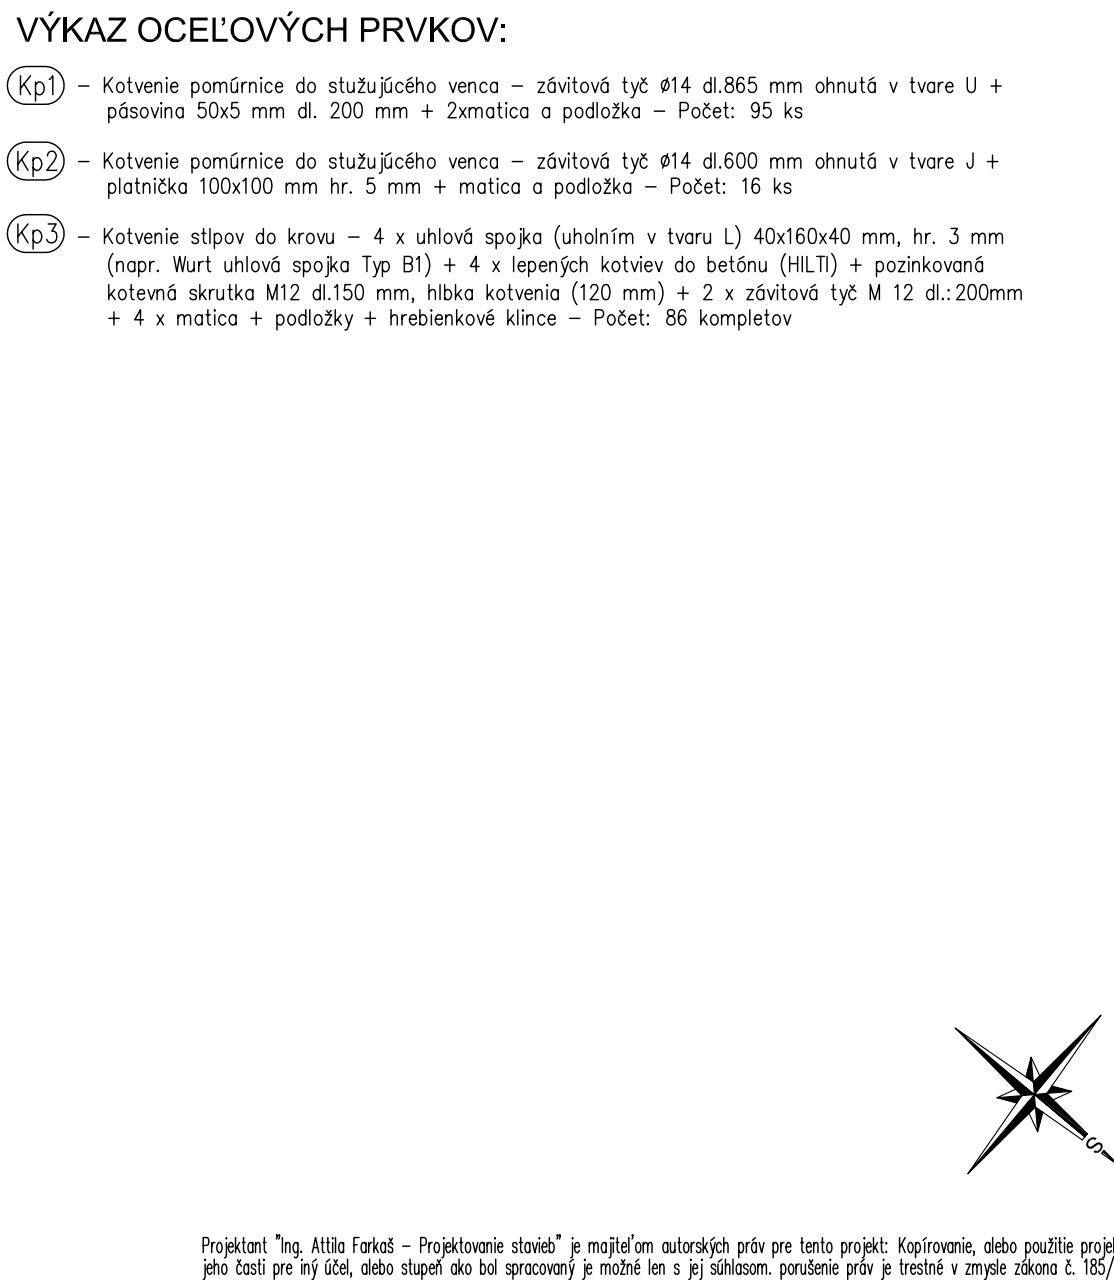 VÝKAZ OCEĽOVÝCH PRVKOV:
Kp1 – Kotvenie pomúrnice do stužujúcého venca – závitová tyč ø14 dl.865 mm ohnutá v tvare U +
pásovina 50x5 mm dl. 200 mm + 2xmatica a podložka – Počet: 95 ks
Kp2 – Kotvenie pomúrnice do stužujúcého venca – závitová tyč ø14 dl.600 mm ohnutá v tvare J +
platnička 100x100 mm hr. 5 mm + matica a podložka – Počet: 16 ks
Kp3 – Kotvenie stlpov do krovu – 4 x uhlová spojka (uholním v tvaru L) 40x160x40 mm, hr. 3 mm
(napr. Wurt uhlová spojka Typ B1) + 4 x lepených kotviev do betónu (HILTI) + pozinkovaná
kotevná skrutka M12 dl.150 mm, hlbka kotvenia (120 mm) + 2 x závitová tyč M 12 dl.:200mm
+ 4 x matica + podložky + hrebienkové klince – Počet: 86 kompletov
S
Projektant "Ing. Attila Farkaš – Projektovanie stavieb" je majiteľom autorských práv pre tento projekt: Kopírovanie, alebo použitie projek
jeho časti pre iný účel, alebo stupeň ako bol spracovaný je možné len s jej súhlasom. porušenie práv je trestné v zmysle zákona č. 185